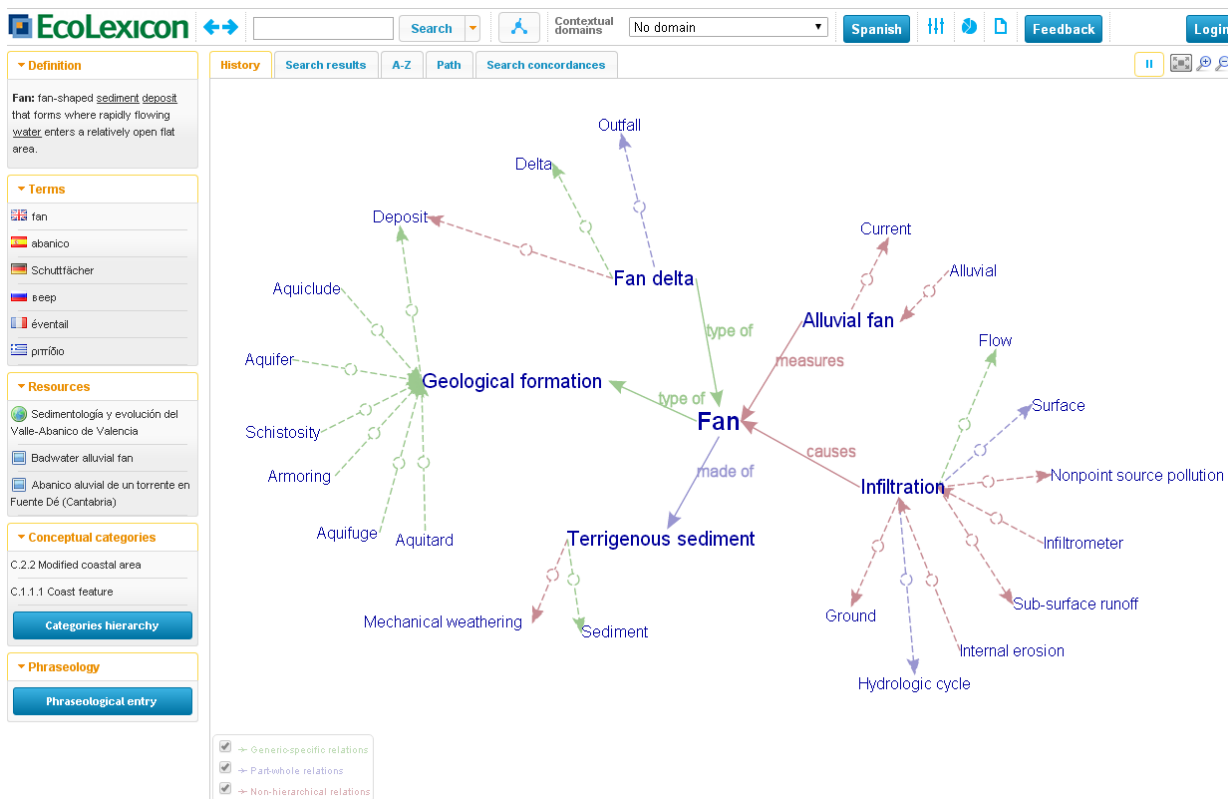 EcoLexicon
Search
Contextual
domains
No domain
Spanish
Feedback
Login
Definition
Fan: fan-shaped sediment deposit
that forms where rapidly flowing
water enters a relatively open flat
area.
Terms
fan
abanico
Schuttfächer
веер
éventail
ριπίδιο
Resources
Sedimentología y evolución del
Valle-Abanico de Valencia
Badwater alluvial fan
Abanico aluvial de un torrente en
Fuente Dé (Cantabria)
Conceptual categories
C.2.2 Modified coastal area
C.1.1.1 Coast feature
Categories hierarchy
Phraseology
Phraseological entry
History
Search results
A-Z
Path
Search concordances
Outfall
Delta
Deposit
Current
Fan delta
Alluvial
Aquiclude
Alluvial fan
type of
Flow
Aquifer
measures
Geological formation
type of
Surface
Fan
Schistosity
causes
Armoring
made of
Nonpoint source pollution
Infiltration
Aquifuge
Aquitard
Terrigenous sediment
Infiltrometer
Sub-surface runoff
Mechanical weathering
Sediment
Ground
Internal erosion
Hydrologic cycle
Generic-specific relations
Part-whole relations
Non-hierarchical relations